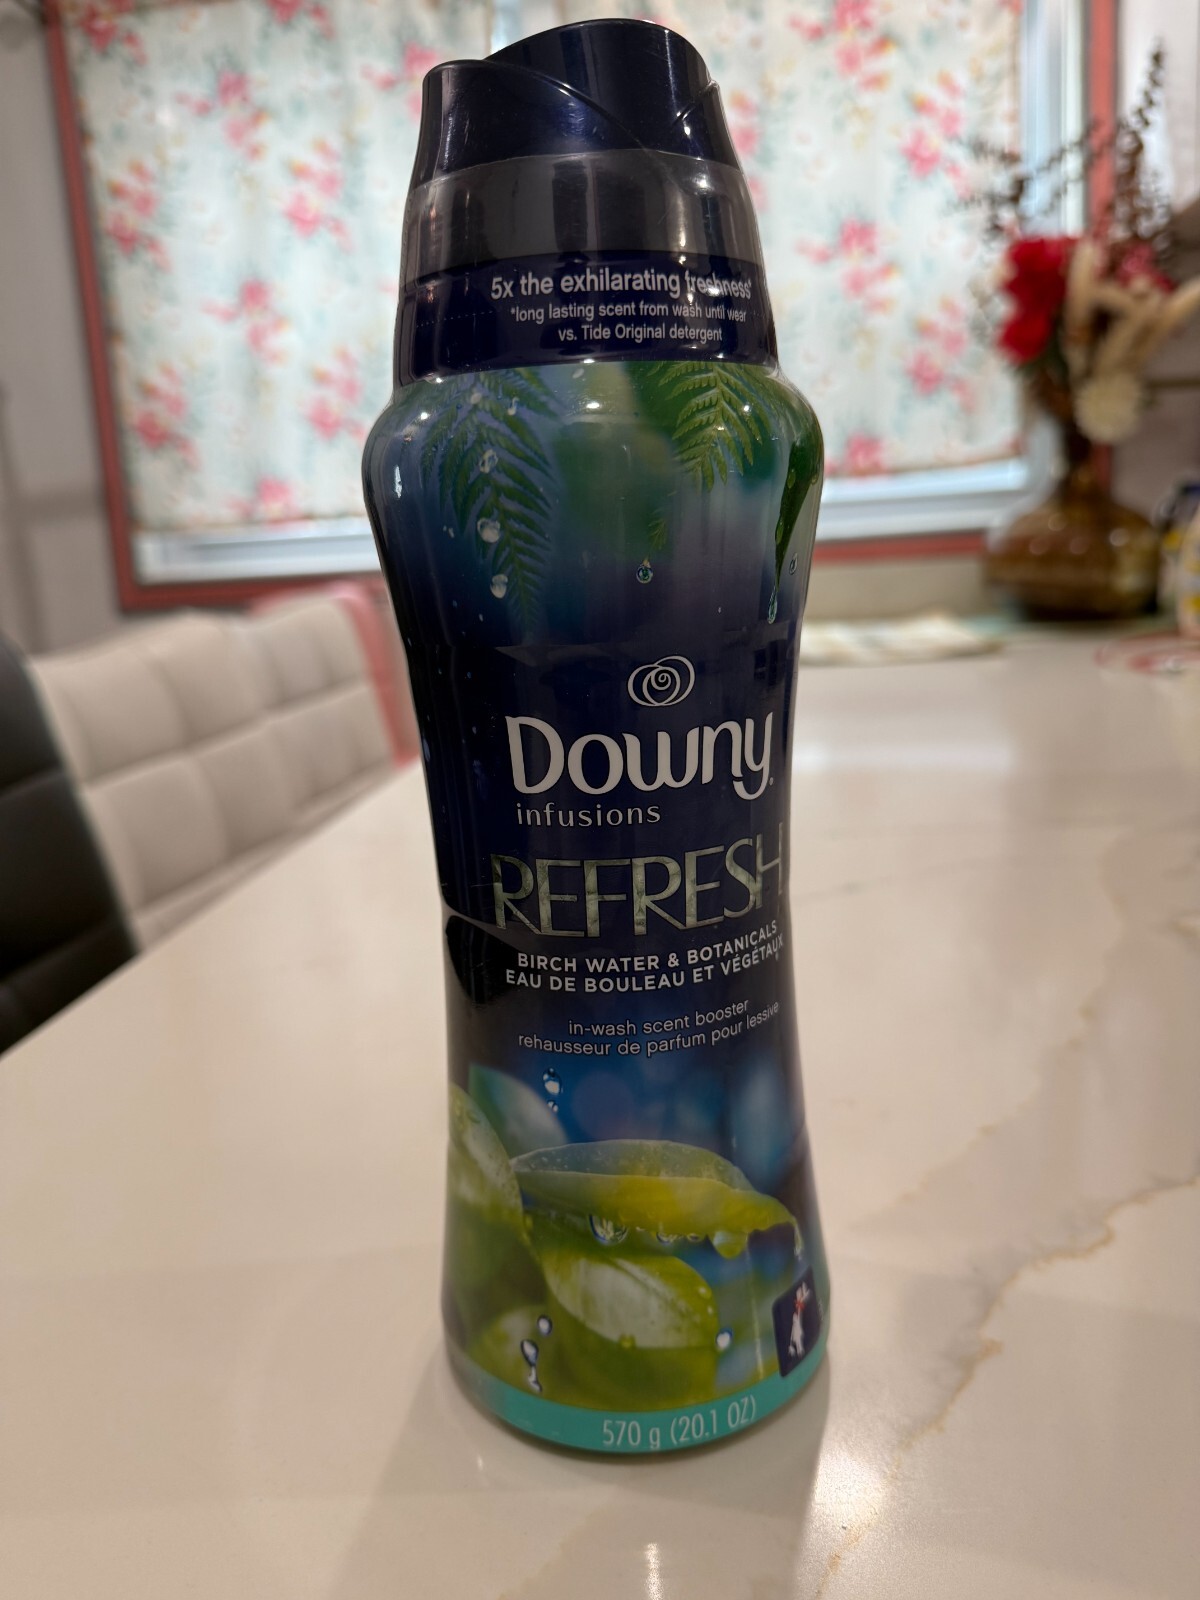 5x the exhilarating freshness*
*long lasting scent from wash until wear
vs. Tide Original detergent
Downy
infusions
REFRESH
BIRCH WATER & BOTANICALS
EAU DE BOULEAU ET VÉGÉTAUX
in-wash scent booster
rehausseur de parfum pour lessive
570 g (20.1 OZ)